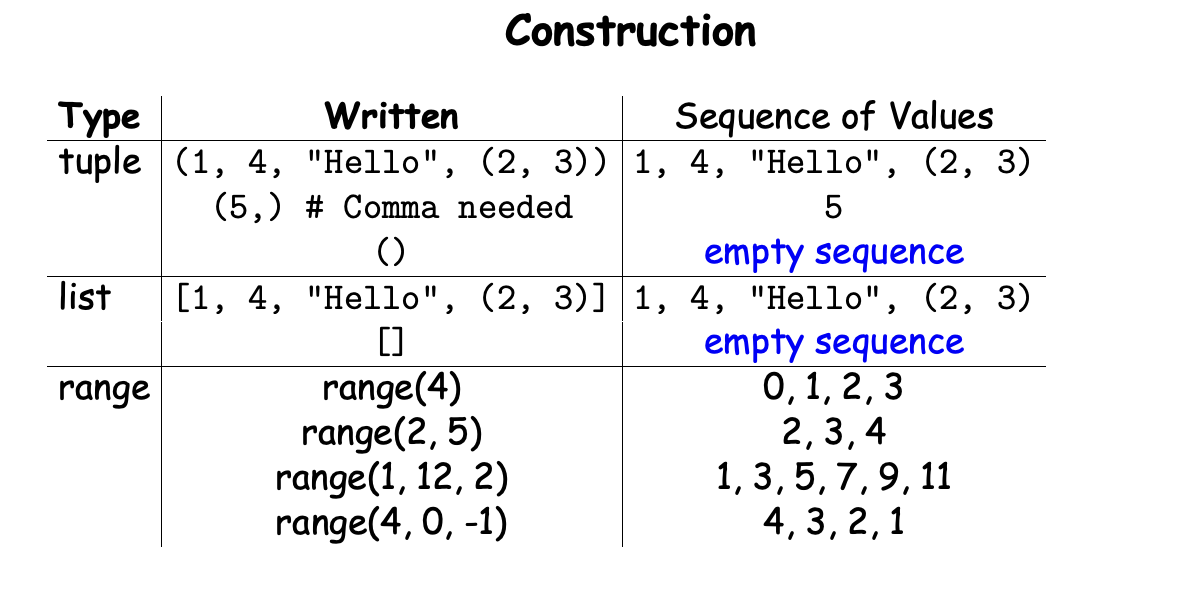 Construction
Type Written Sequence of Values
tuple (1, 4, "Hello", (2, 3)) 1, 4, "Hello", (2, 3)
(5,) # Comma needed 5
() empty sequence
list [1, 4, "Hello", (2, 3)] 1, 4, "Hello", (2, 3)
[] empty sequence
range range(4) 0, 1, 2, 3
range(2, 5) 2, 3, 4
range(1, 12, 2) 1, 3, 5, 7, 9, 11
range(4, 0, -1) 4, 3, 2, 1